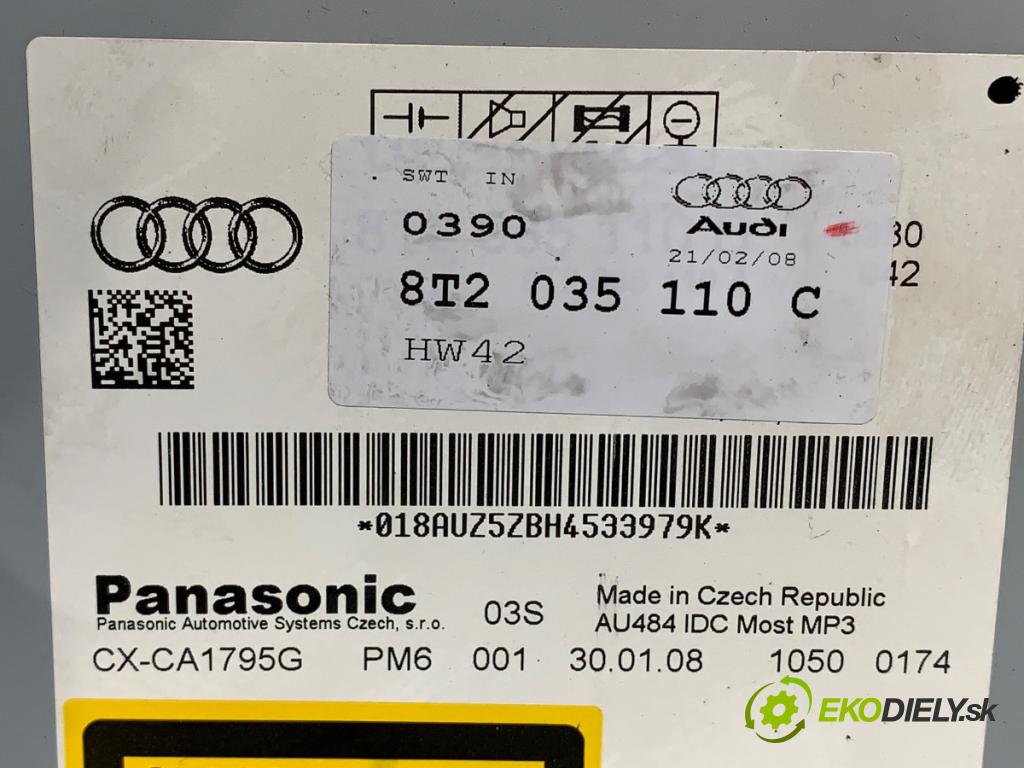 SWT IN
0390
Audi
21/02/08
30
42
8T2 035 110 C
HW42
*018AUZ5ZBH4533979K*
Panasonic
Panasonic Automotive Systems Czech, s.r.o.
03S
Made in Czech Republic
AU484 IDC Most MP3
CX-CA1795G PM6 001 30.01.08 1050 0174
EKODIELY.sk